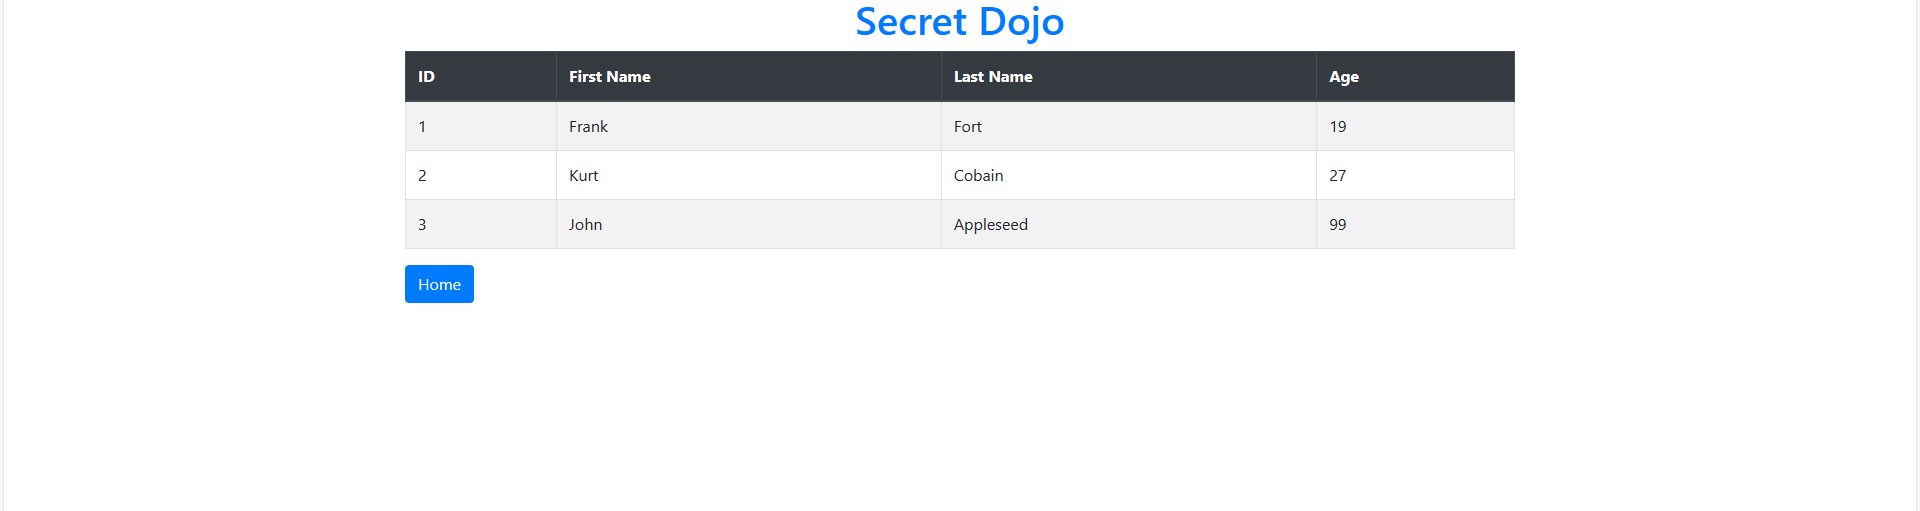 Secret Dojo
ID First Name Last Name Age
1 Frank Fort 19
2 Kurt Cobain 27
3 John Appleseed 99
Home